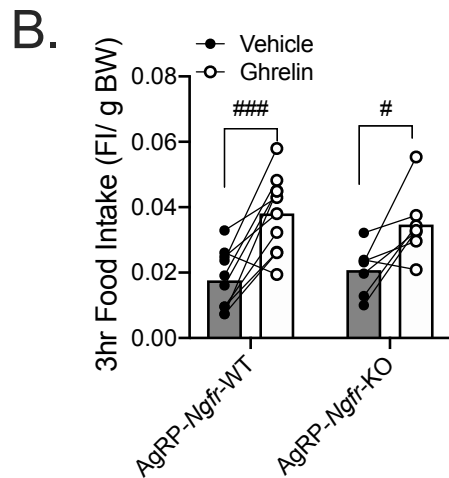 B.
Vehicle
Ghrelin
3hr Food Intake (FI/ g BW)
0.08
0.06
0.04
0.02
0.00
###
#
AgRP-Ngfr-WT
AgRP-Ngfr-KO